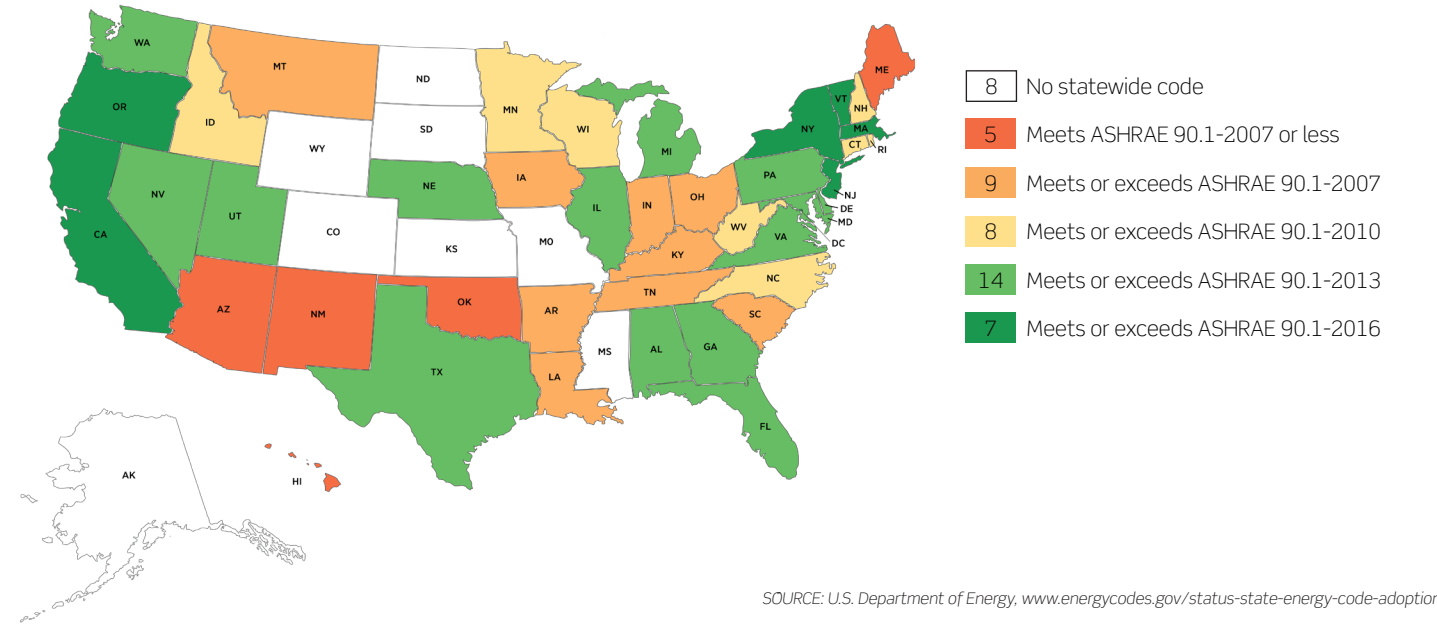 WA
MT
ND
MN
ME
VT
NH
OR
ID
SD
WI
NY
MA
WY
MI
CT
RI
IA
NE
PA
NV
UT
IL
IN
OH
NJ
DE
MD
CA
CO
KS
MO
WV
VA
DC
KY
NC
TN
AZ
NM
OK
AR
SC
MS
AL
GA
TX
LA
FL
AK
HI
8 No statewide code
5 Meets ASHRAE 90.1-2007 or less
9 Meets or exceeds ASHRAE 90.1-2007
8 Meets or exceeds ASHRAE 90.1-2010
14 Meets or exceeds ASHRAE 90.1-2013
7 Meets or exceeds ASHRAE 90.1-2016
SOURCE: U.S. Department of Energy, www.energycodes.gov/status-state-energy-code-adoption